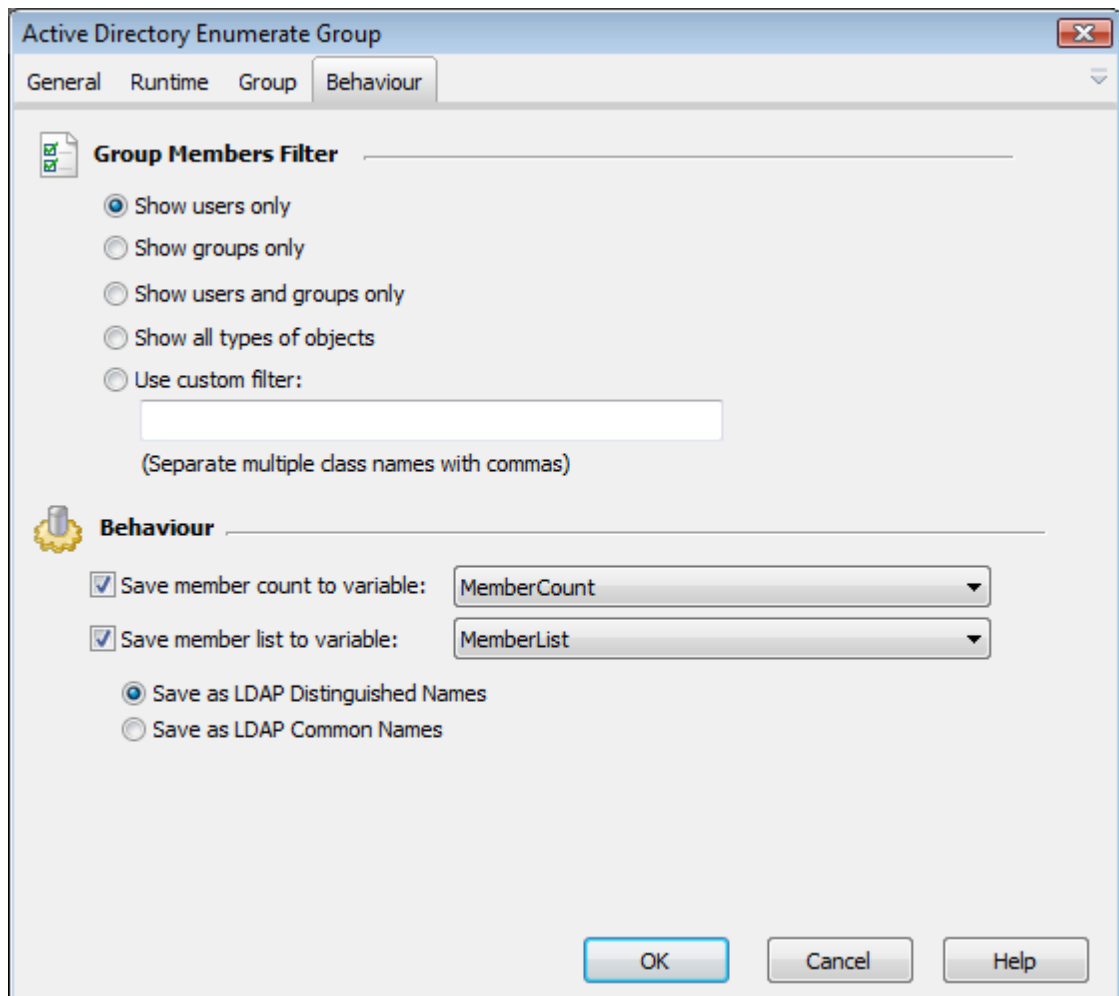 Active Directory Enumerate Group
General Runtime Group Behaviour
Group Members Filter
Show users only
Show groups only
Show users and groups only
Show all types of objects
Use custom filter:
(Separate multiple class names with commas)
Behaviour
Save member count to variable: MemberCount
Save member list to variable: MemberList
Save as LDAP Distinguished Names
Save as LDAP Common Names
OK Cancel Help